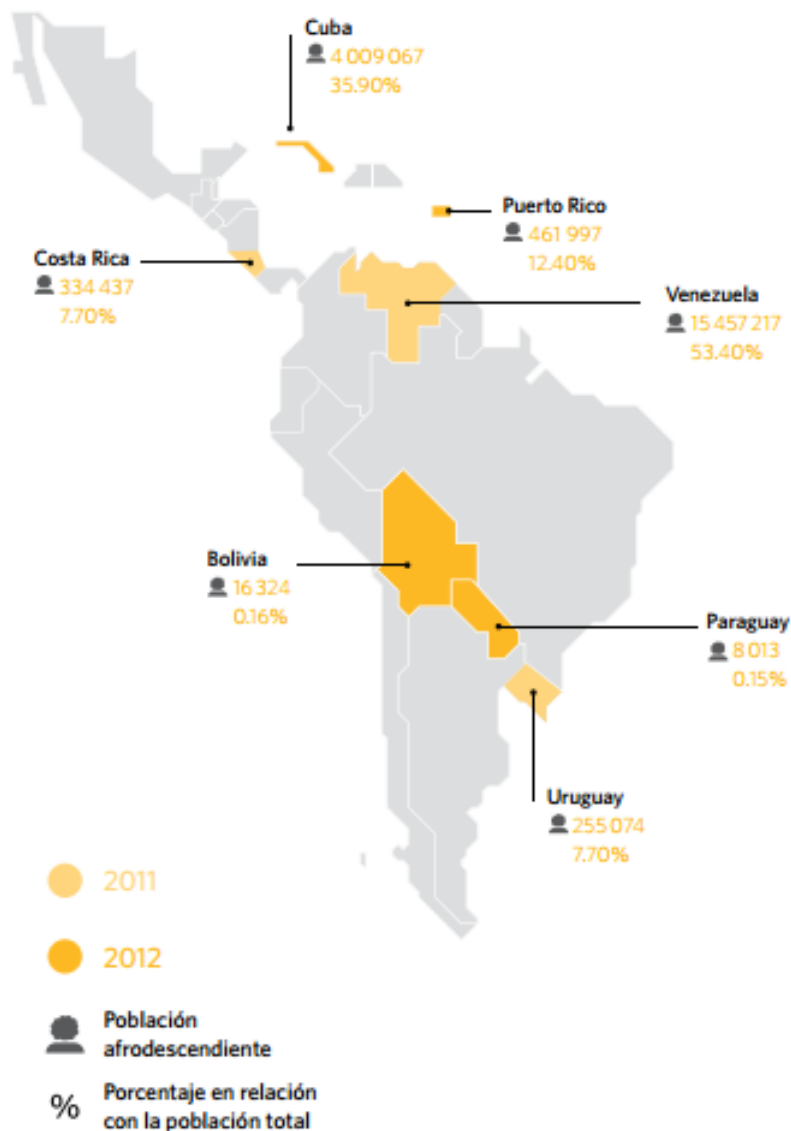 Cuba
4 009 067
35.90%
Puerto Rico
461 997
12.40%
Costa Rica
334 437
7.70%
Venezuela
15 457 217
53.40%
Bolivia
16 324
0.16%
Paraguay
8 013
0.15%
Uruguay
255 074
7.70%
2011
2012
Población
afrodescendiente
% Porcentaje en relación
con la población total